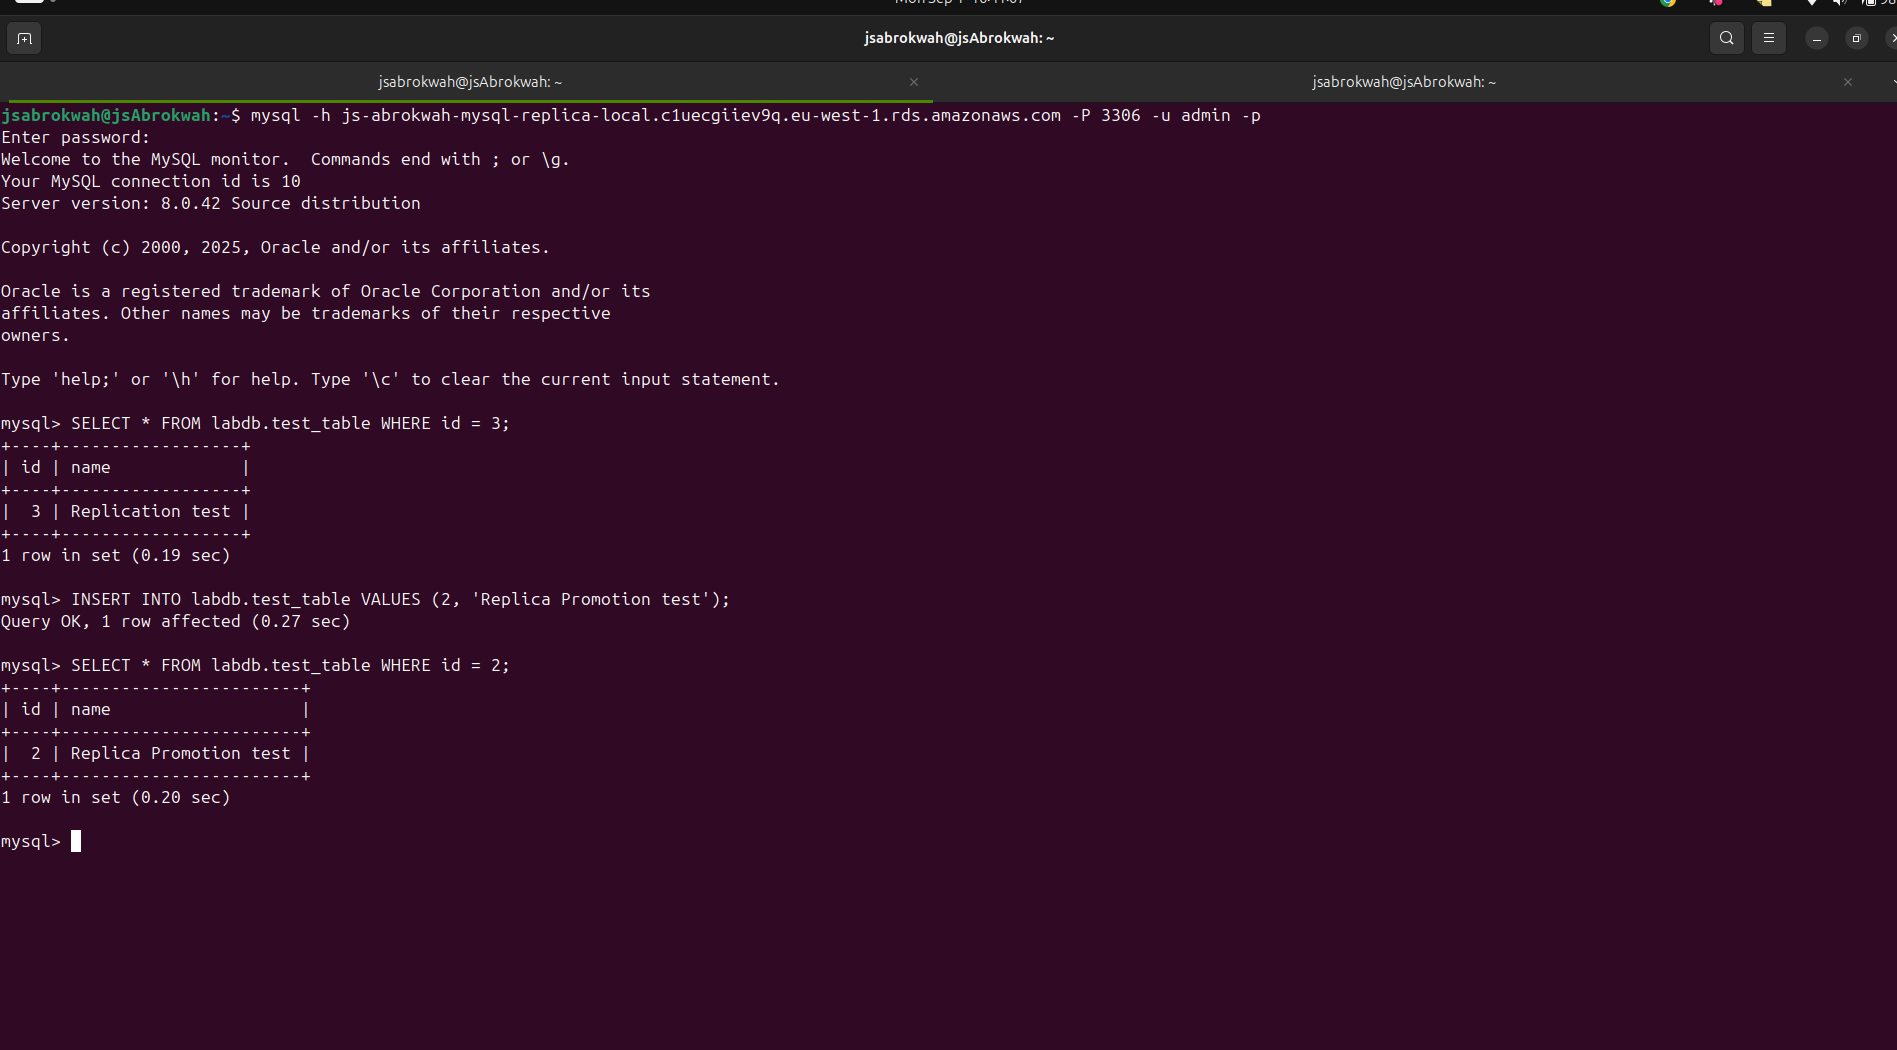 jsabrokwah@jsAbrokwah: ~
jsabrokwah@jsAbrokwah: ~
jsabrokwah@jsAbrokwah: ~
jsabrokwah@jsAbrokwah:~$ mysql -h js-abrokwah-mysql-replica-local.c1uecgiiev9q.eu-west-1.rds.amazonaws.com -P 3306 -u admin -p
Enter password:
Welcome to the MySQL monitor.  Commands end with ; or \g.
Your MySQL connection id is 10
Server version: 8.0.42 Source distribution
Copyright (c) 2000, 2025, Oracle and/or its affiliates.
Oracle is a registered trademark of Oracle Corporation and/or its
affiliates. Other names may be trademarks of their respective
owners.
Type 'help;' or '\h' for help. Type '\c' to clear the current input statement.
mysql> SELECT * FROM labdb.test_table WHERE id = 3;
+----+------------------+
| id | name             |
+----+------------------+
|  3 | Replication test |
+----+------------------+
1 row in set (0.19 sec)
mysql> INSERT INTO labdb.test_table VALUES (2, 'Replica Promotion test');
Query OK, 1 row affected (0.27 sec)
mysql> SELECT * FROM labdb.test_table WHERE id = 2;
+----+------------------------+
| id | name                   |
+----+------------------------+
|  2 | Replica Promotion test |
+----+------------------------+
1 row in set (0.20 sec)
mysql>